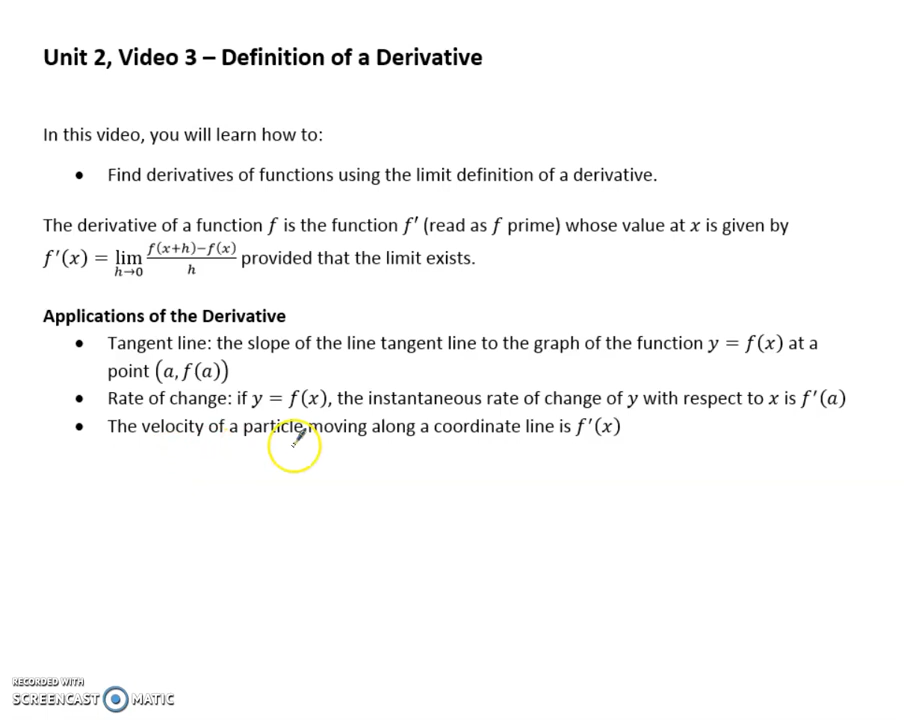 Unit 2, Video 3 – Definition of a Derivative
In this video, you will learn how to:
• Find derivatives of functions using the limit definition of a derivative.
The derivative of a function f is the function f′ (read as f prime) whose value at x is given by
f′(x) = lim h→0 f(x+h)−f(x) / h provided that the limit exists.
Applications of the Derivative
• Tangent line: the slope of the line tangent line to the graph of the function y = f(x) at a
point (a, f(a))
• Rate of change: if y = f(x), the instantaneous rate of change of y with respect to x is f′(a)
• The velocity of a particle moving along a coordinate line is f′(x)
RECORDED WITH
SCREENCAST MATIC